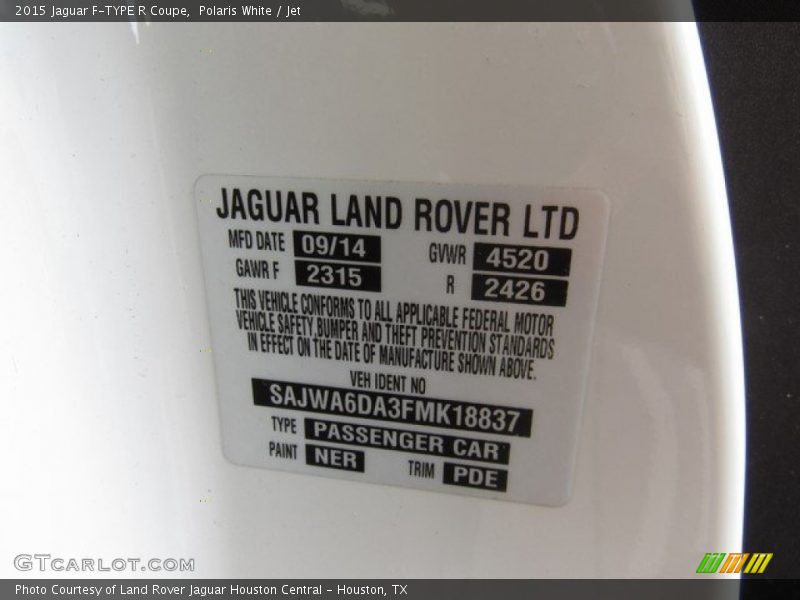 2015 Jaguar F-TYPE R Coupe,  Polaris White / Jet
JAGUAR LAND ROVER LTD
MFD DATE 09/14 GVWR 4520
GAWR F 2315 R 2426
THIS VEHICLE CONFORMS TO ALL APPLICABLE FEDERAL MOTOR
VEHICLE SAFETY,BUMPER AND THEFT PREVENTION STANDARDS
IN EFFECT ON THE DATE OF MANUFACTURE SHOWN ABOVE.
VEH IDENT NO
SAJWA6DA3FMK18837
TYPE PASSENGER CAR
PAINT NER TRIM PDE
GTCARLOT.COM
Photo Courtesy of Land Rover Jaguar Houston Central - Houston, TX